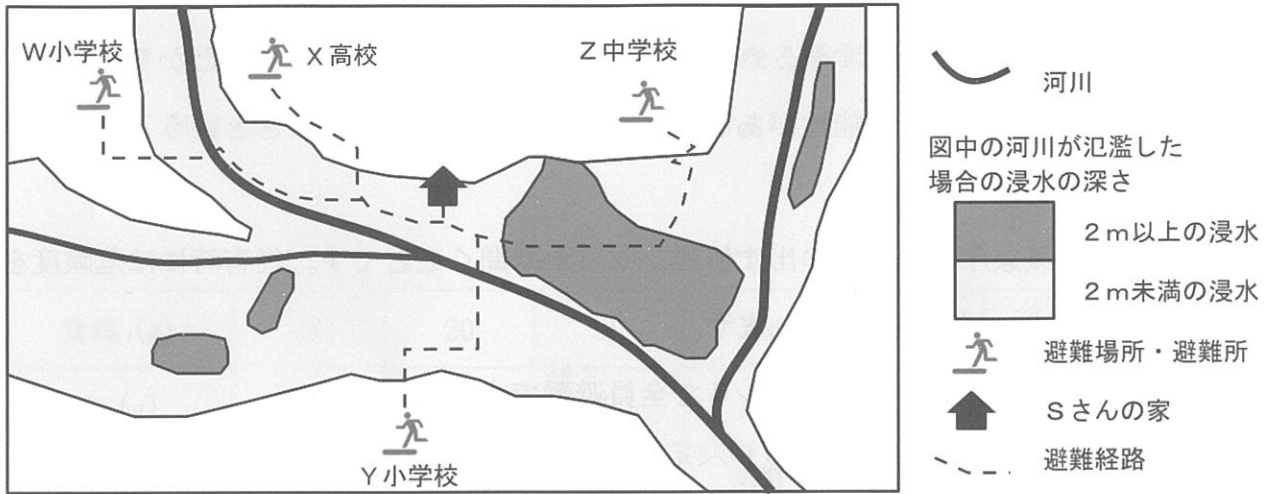 W小学校
X高校
Z中学校
Y小学校
河川
図中の河川が氾濫した
場合の浸水の深さ
2m以上の浸水
2m未満の浸水
避難場所・避難所
Sさんの家
避難経路